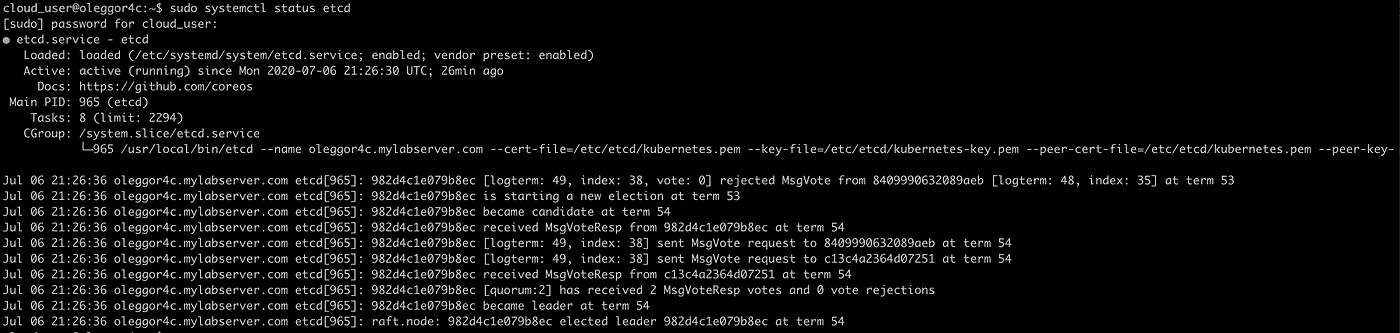 cloud_user@oleggor4c:~$ sudo systemctl status etcd
[sudo] password for cloud_user:
● etcd.service - etcd
Loaded: loaded (/etc/systemd/system/etcd.service; enabled; vendor preset: enabled)
Active: active (running) since Mon 2020-07-06 21:26:30 UTC; 26min ago
Docs: https://github.com/coreos
Main PID: 965 (etcd)
Tasks: 8 (limit: 2294)
CGroup: /system.slice/etcd.service
└─965 /usr/local/bin/etcd --name oleggor4c.mylabserver.com --cert-file=/etc/etcd/kubernetes.pem --key-file=/etc/etcd/kubernetes-key.pem --peer-cert-file=/etc/etcd/kubernetes.pem --peer-key-
Jul 06 21:26:36 oleggor4c.mylabserver.com etcd[965]: 982d4c1e079b8ec [logterm: 49, index: 38, vote: 0] rejected MsgVote from 8409990632089aeb [logterm: 48, index: 35] at term 53
Jul 06 21:26:36 oleggor4c.mylabserver.com etcd[965]: 982d4c1e079b8ec is starting a new election at term 53
Jul 06 21:26:36 oleggor4c.mylabserver.com etcd[965]: 982d4c1e079b8ec became candidate at term 54
Jul 06 21:26:36 oleggor4c.mylabserver.com etcd[965]: 982d4c1e079b8ec received MsgVoteResp from 982d4c1e079b8ec at term 54
Jul 06 21:26:36 oleggor4c.mylabserver.com etcd[965]: 982d4c1e079b8ec [logterm: 49, index: 38] sent MsgVote request to 8409990632089aeb at term 54
Jul 06 21:26:36 oleggor4c.mylabserver.com etcd[965]: 982d4c1e079b8ec [logterm: 49, index: 38] sent MsgVote request to c13c4a2364d07251 at term 54
Jul 06 21:26:36 oleggor4c.mylabserver.com etcd[965]: 982d4c1e079b8ec received MsgVoteResp from c13c4a2364d07251 at term 54
Jul 06 21:26:36 oleggor4c.mylabserver.com etcd[965]: 982d4c1e079b8ec [quorum:2] has received 2 MsgVoteResp votes and 0 vote rejections
Jul 06 21:26:36 oleggor4c.mylabserver.com etcd[965]: 982d4c1e079b8ec became leader at term 54
Jul 06 21:26:36 oleggor4c.mylabserver.com etcd[965]: raft.node: 982d4c1e079b8ec elected leader 982d4c1e079b8ec at term 54